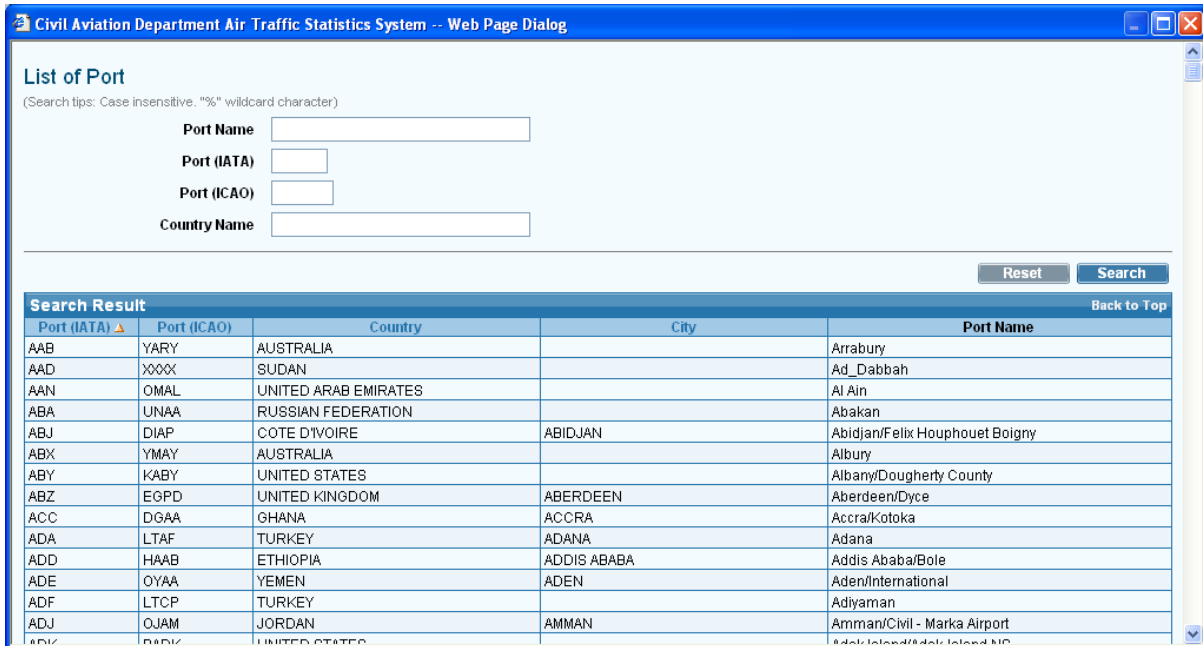 Civil Aviation Department Air Traffic Statistics System -- Web Page Dialog
List of Port
(Search tips: Case insensitive. "%" wildcard character)
Port Name
Port (IATA)
Port (ICAO)
Country Name
Reset Search
Search Result Back to Top
Port (IATA) Port (ICAO) Country City Port Name
AAB YARY AUSTRALIA Arrabury
AAD XXXX SUDAN Ad_Dabbah
AAN OMAL UNITED ARAB EMIRATES Al Ain
ABA UNAA RUSSIAN FEDERATION Abakan
ABJ DIAP COTE D'IVOIRE ABIDJAN Abidjan/Felix Houphouet Boigny
ABX YMAY AUSTRALIA Albury
ABY KABY UNITED STATES Albany/Dougherty County
ABZ EGPD UNITED KINGDOM ABERDEEN Aberdeen/Dyce
ACC DGAA GHANA ACCRA Accra/Kotoka
ADA LTAF TURKEY ADANA Adana
ADD HAAB ETHIOPIA ADDIS ABABA Addis Ababa/Bole
ADE OYAA YEMEN ADEN Aden/International
ADF LTCP TURKEY Adiyaman
ADJ OJAM JORDAN AMMAN Amman/Civil - Marka Airport